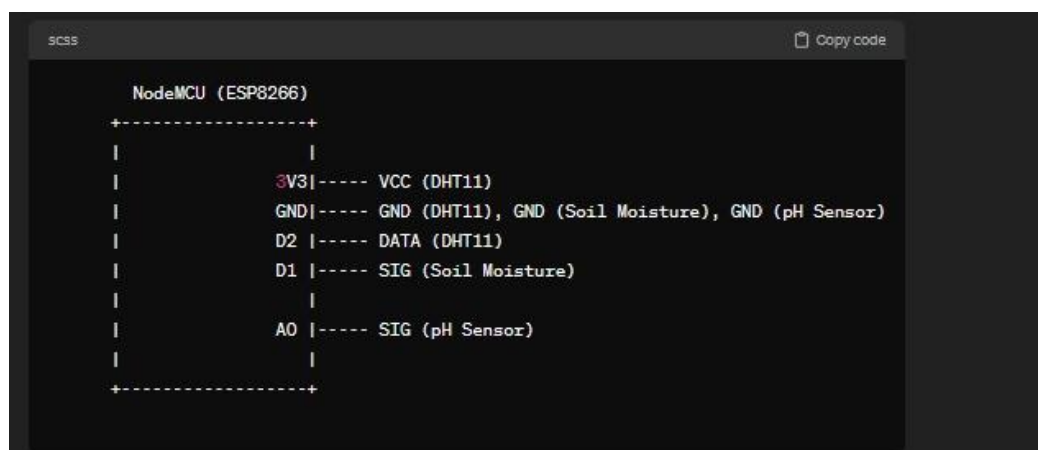 scss Copy code
NodeMCU (ESP8266)
+------------------+
| |
| 3V3|----- VCC (DHT11)
| GND|----- GND (DHT11), GND (Soil Moisture), GND (pH Sensor)
| D2 |----- DATA (DHT11)
| D1 |----- SIG (Soil Moisture)
| |
| A0 |----- SIG (pH Sensor)
| |
+------------------+